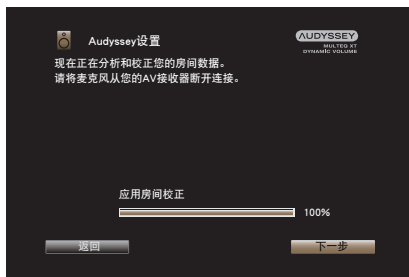 Audyssey设置
AUDYSSEY
MULTEQ XT
DYNAMIC VOLUME
现在正在分析和校正您的房间数据。
请将麦克风从您的AV接收器断开连接。
应用房间校正
100%
返回
下一步